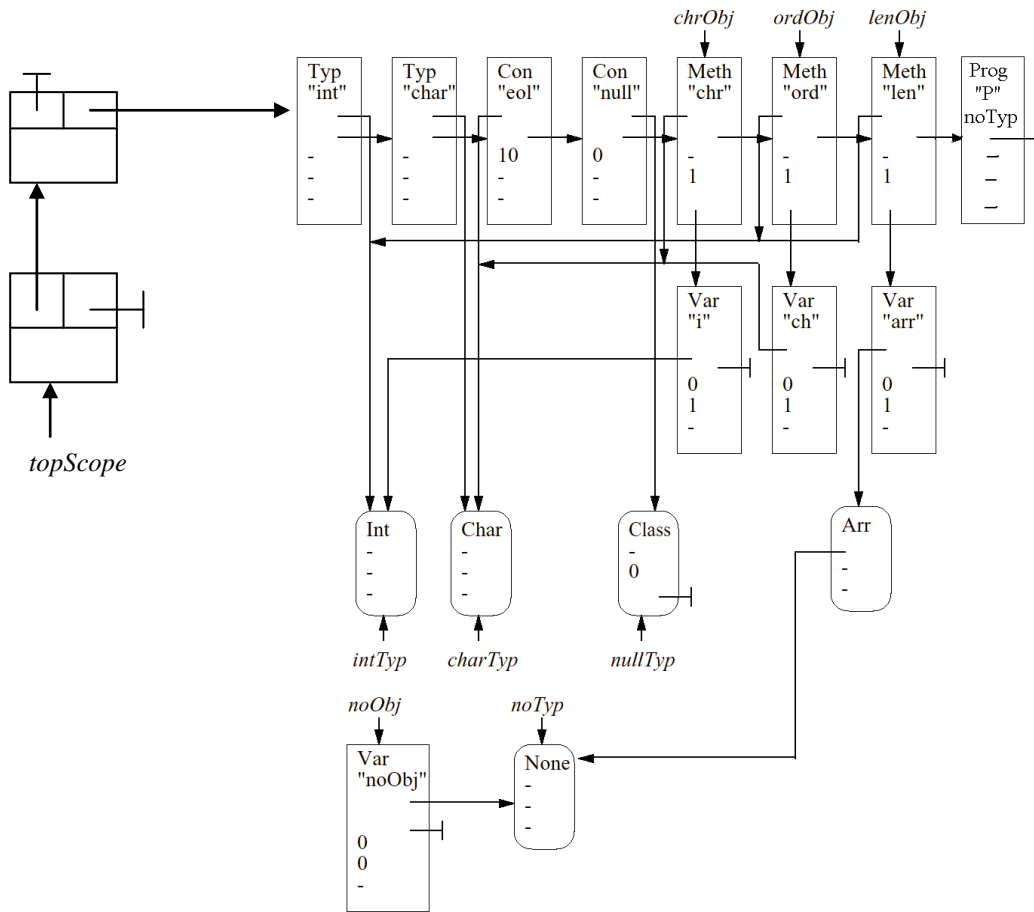 chrObj ordObj lenObj
Typ
"int"
-
-
-
Typ
"char"
-
-
-
Con
"eol"
10
-
-
Con
"null"
0
-
-
Meth
"chr"
-
1
Meth
"ord"
-
1
Meth
"len"
-
1
Prog
"P"
noTyp
-
-
-
Var
"i"
0
1
-
Var
"ch"
0
1
-
Var
"arr"
0
1
-
topScope
Int
-
-
-
Char
-
-
-
Class
-
0
Arr
-
-
intTyp charTyp nullTyp
noObj noTyp
Var
"noObj"
0
0
-
None
-
-
-